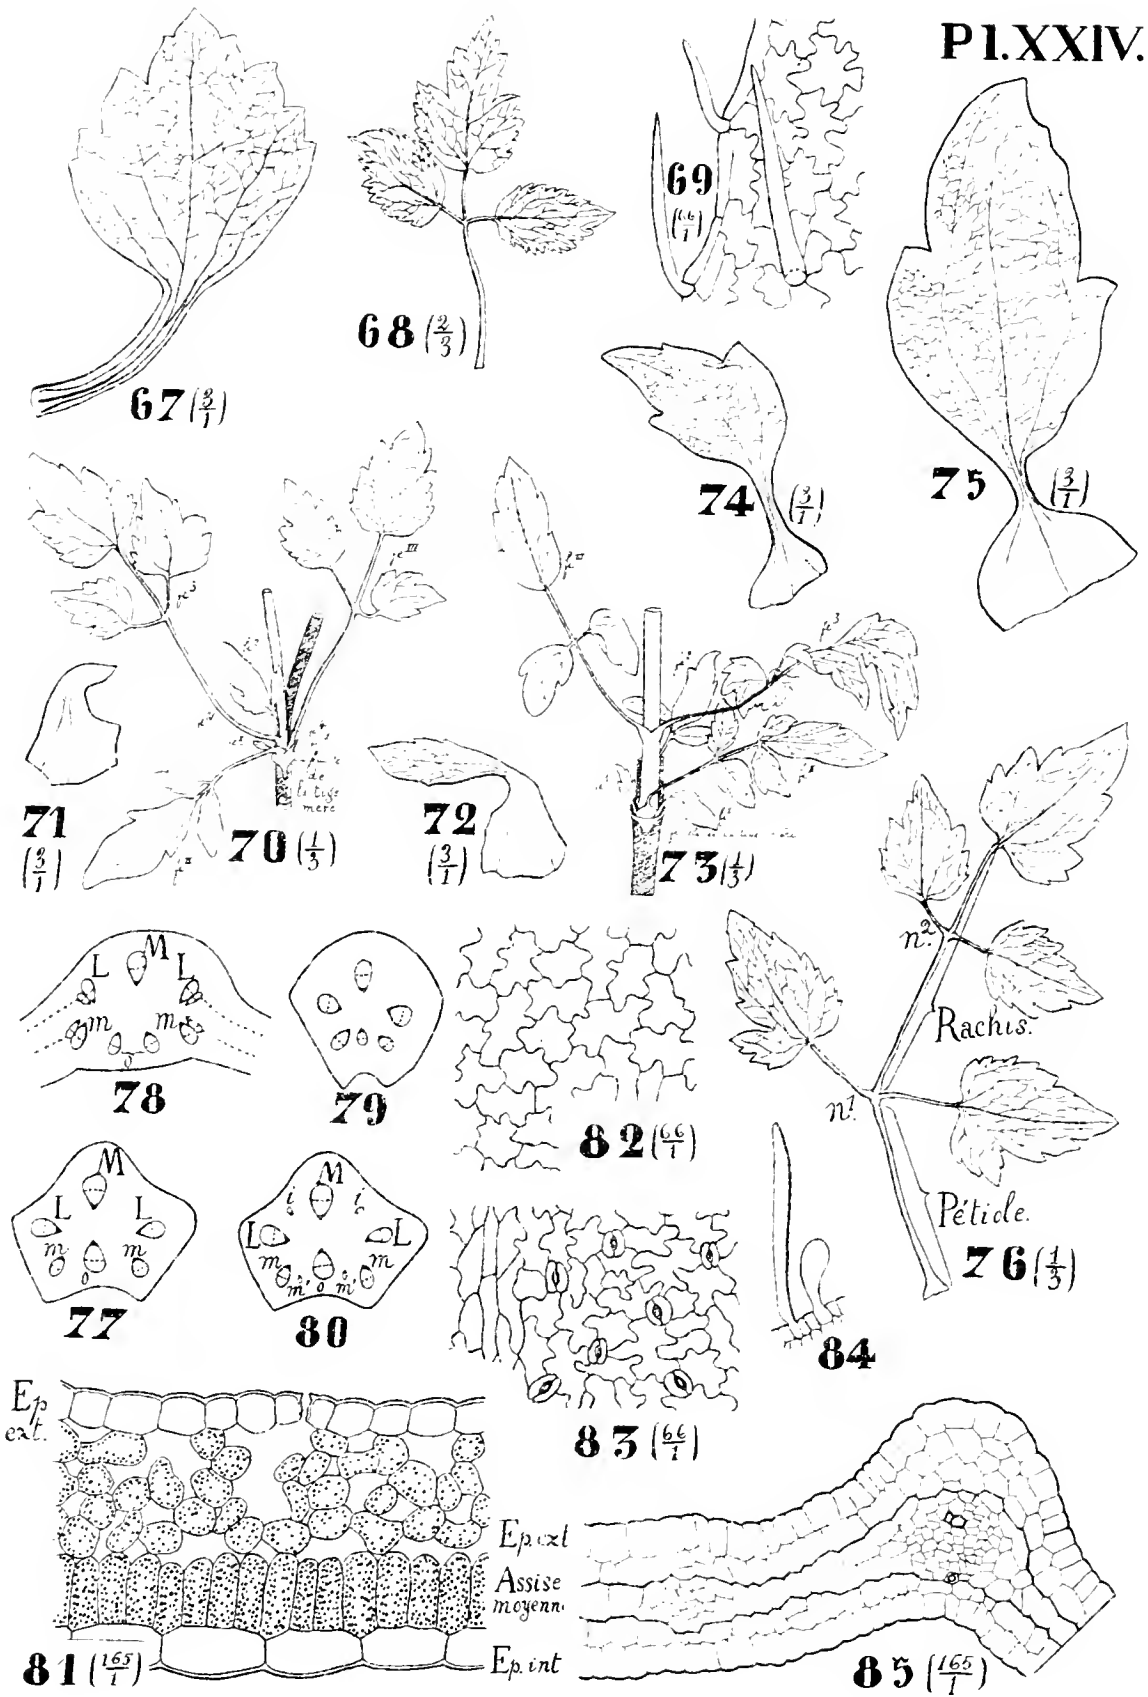 Pl.XXIV.
67 (3/1)
68 (2/3)
69
(66/1)
74 (3/1)
75 (3/1)
71
(3/1)
70 (1/3)
de
la tige
mère
72
(3/1)
73 (1/3)
n².
Rachis.
n¹.
Pétiole.
76 (1/3)
M
L L
m m
o
78
79
82 (66/1)
M
L L
m m
o
77
M
i i
L L
m m
m' o m'
80
83 (66/1)
84
Ep
ext.
Ep. ext
Assise
moyenn.
Ep. int
81 (165/1)
85 (165/1)